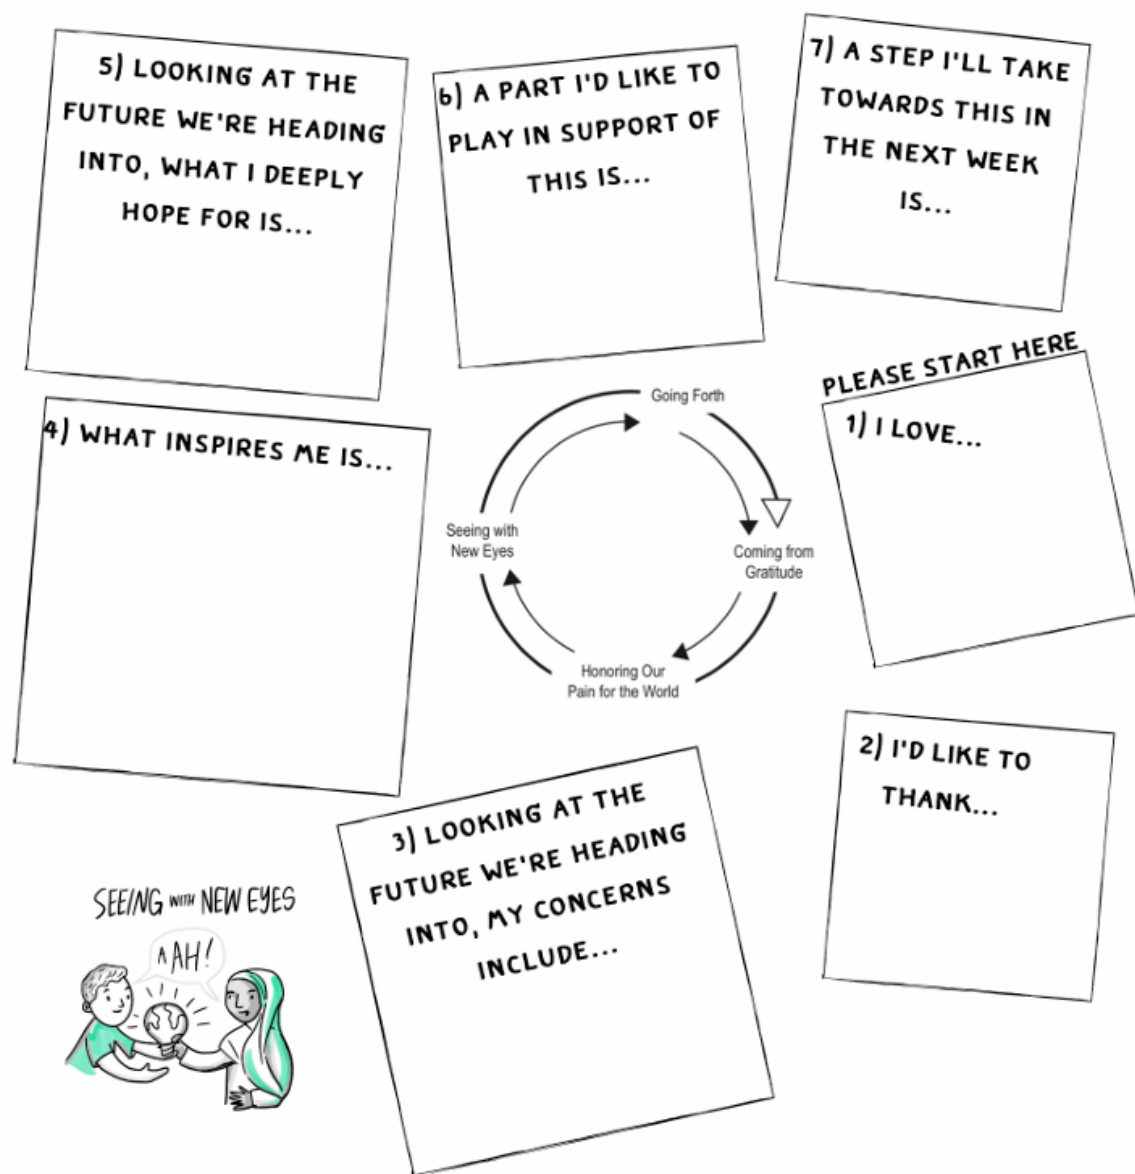 5) LOOKING AT THE
FUTURE WE'RE HEADING
INTO, WHAT I DEEPLY
HOPE FOR IS...
6) A PART I'D LIKE TO
PLAY IN SUPPORT OF
THIS IS...
7) A STEP I'LL TAKE
TOWARDS THIS IN
THE NEXT WEEK
IS...
PLEASE START HERE
1) I LOVE...
4) WHAT INSPIRES ME IS...
Going Forth
Seeing with
New Eyes
Coming from
Gratitude
Honoring Our
Pain for the World
2) I'D LIKE TO
THANK...
3) LOOKING AT THE
FUTURE WE'RE HEADING
INTO, MY CONCERNS
INCLUDE...
SEEING WITH NEW EYES
AAH!